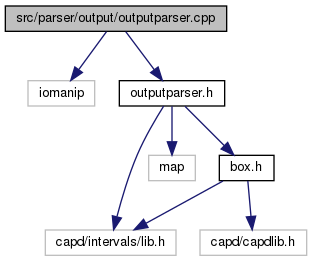 src/parser/output/outputparser.cpp
iomanip
outputparser.h
map
box.h
capd/intervals/lib.h
capd/capdlib.h